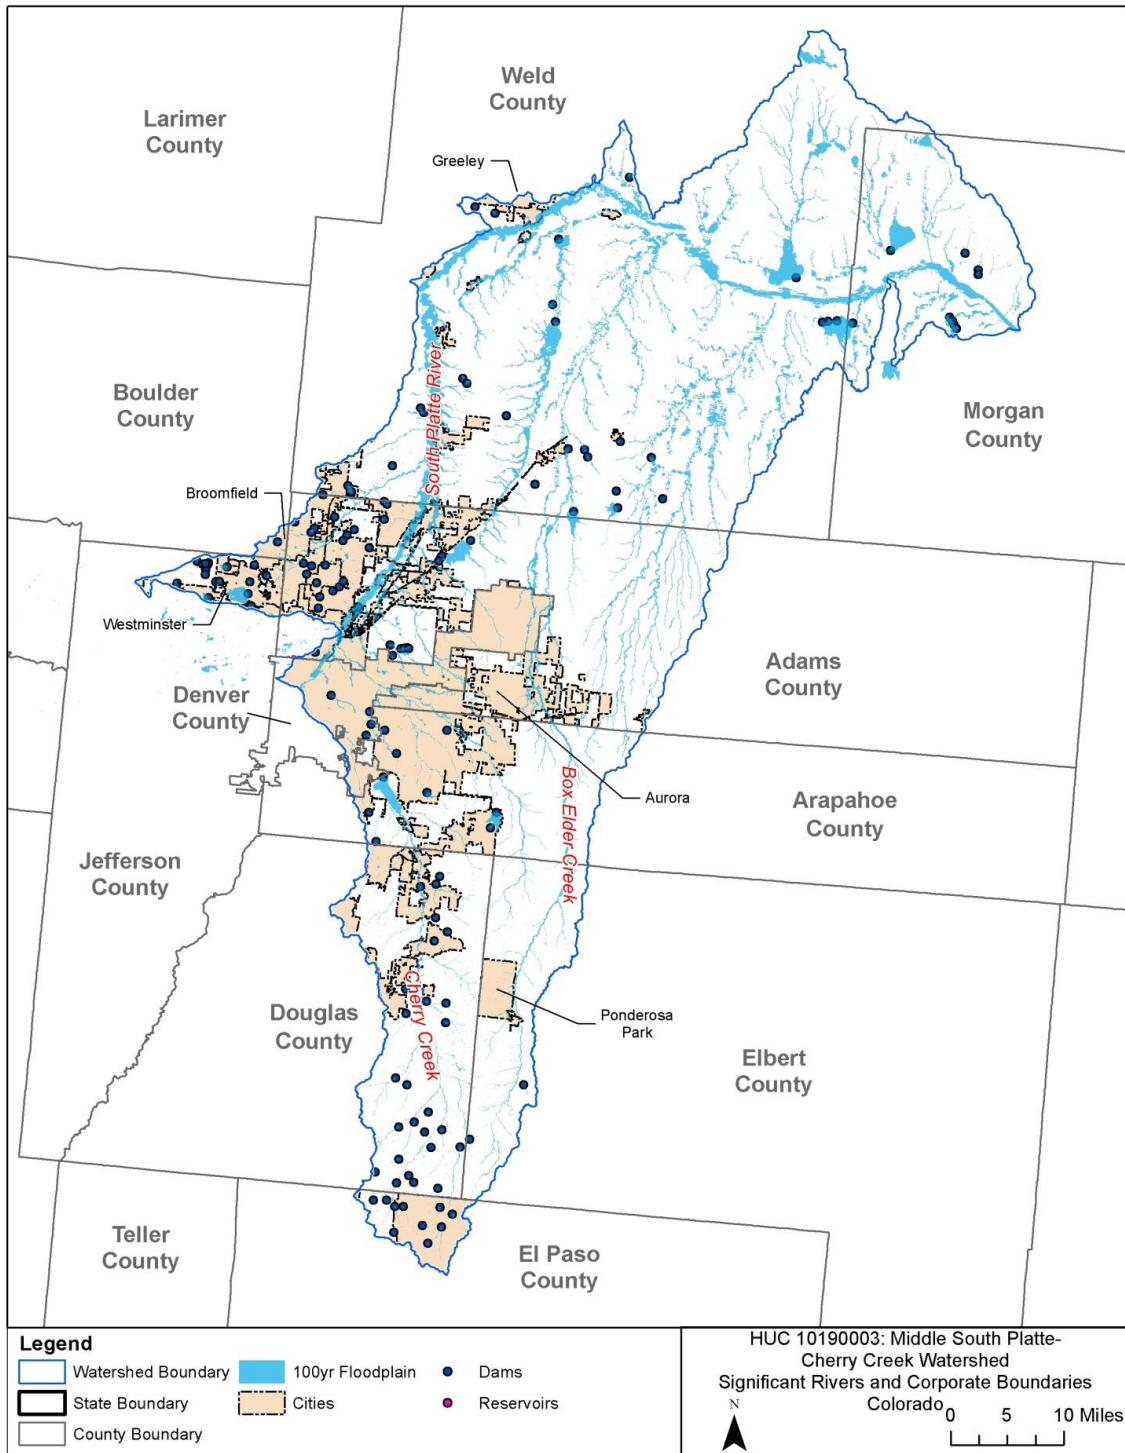 Weld
County
Larimer
County
Greeley
Boulder
County
South Platte River
Morgan
County
Broomfield
Westminster
Adams
County
Denver
County
Box Elder Creek
Aurora
Arapahoe
County
Jefferson
County
Cherry Creek
Douglas
County
Ponderosa
Park
Elbert
County
Teller
County
El Paso
County
Legend
Watershed Boundary
State Boundary
County Boundary
100yr Floodplain
Cities
Dams
Reservoirs
HUC 10190003: Middle South Platte-
Cherry Creek Watershed
Significant Rivers and Corporate Boundaries
Colorado
N
0 5 10 Miles